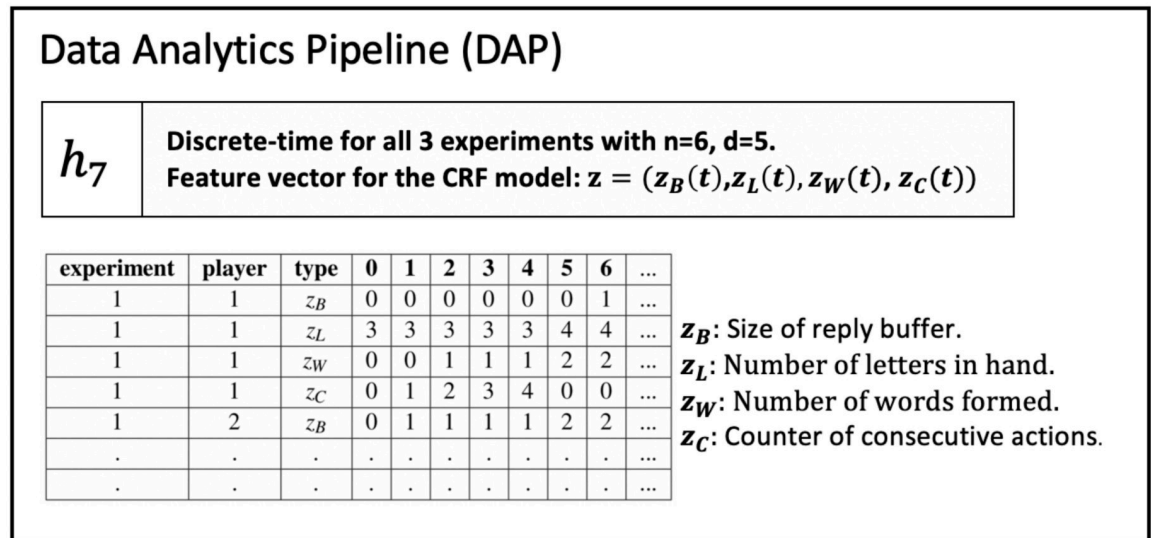 Data Analytics Pipeline (DAP)
h7
Discrete-time for all 3 experiments with n=6, d=5.
Feature vector for the CRF model: z = (zB(t),zL(t), zW(t), zC(t))
experiment player type 0 1 2 3 4 5 6 ...
1 1 zB 0 0 0 0 0 0 1 ...
1 1 zL 3 3 3 3 3 4 4 ...
1 1 zW 0 0 1 1 1 2 2 ...
1 1 zC 0 1 2 3 4 0 0 ...
1 2 zB 0 1 1 1 1 2 2 ...
. . . . . . . . . . ...
. . . . . . . . . . ...
zB: Size of reply buffer.
zL: Number of letters in hand.
zW: Number of words formed.
zC: Counter of consecutive actions.